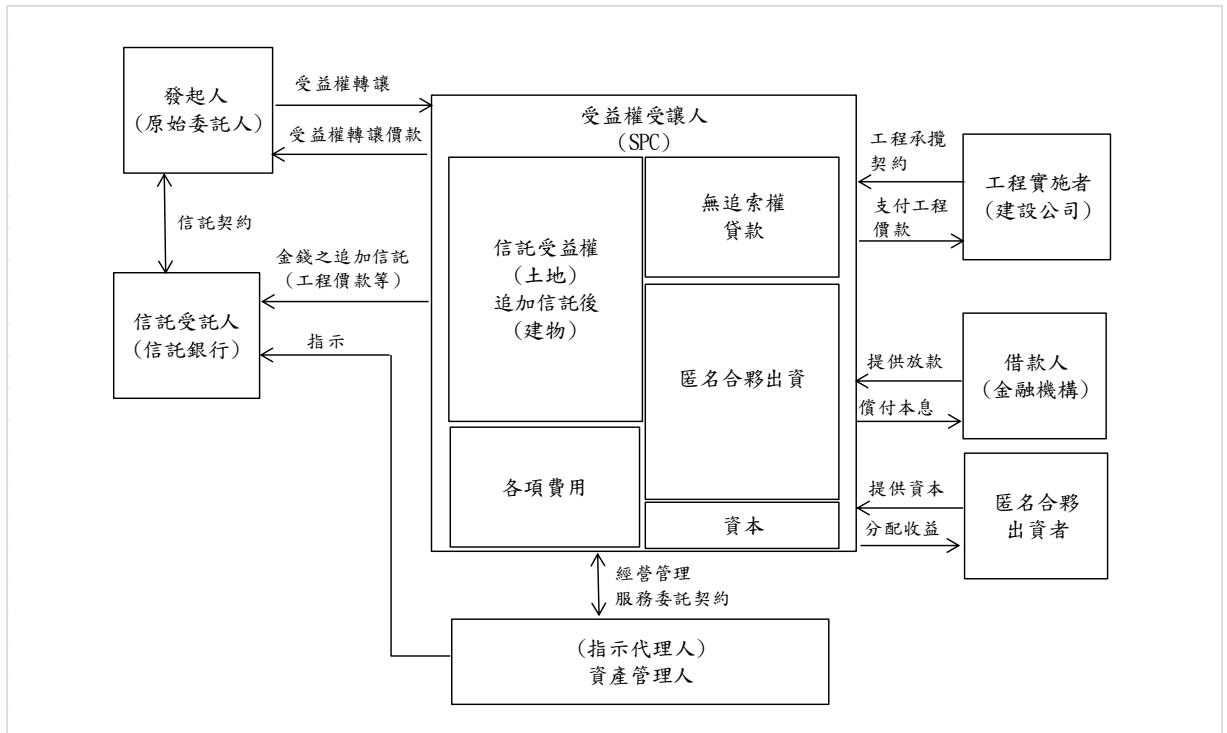 發起人
(原始委託人)
受益權轉讓
受益權轉讓價款
信託契約
金錢之追加信託
(工程價款等)
信託受託人
(信託銀行)
指示
受益權受讓人
(SPC)
信託受益權
(土地)
追加信託後
(建物)
無追索權
貸款
匿名合夥出資
各項費用
資本
工程承攬
契約
支付工程
價款
工程實施者
(建設公司)
提供放款
償付本息
借款人
(金融機構)
提供資本
分配收益
匿名合夥
出資者
經營管理
服務委託契約
(指示代理人)
資產管理人